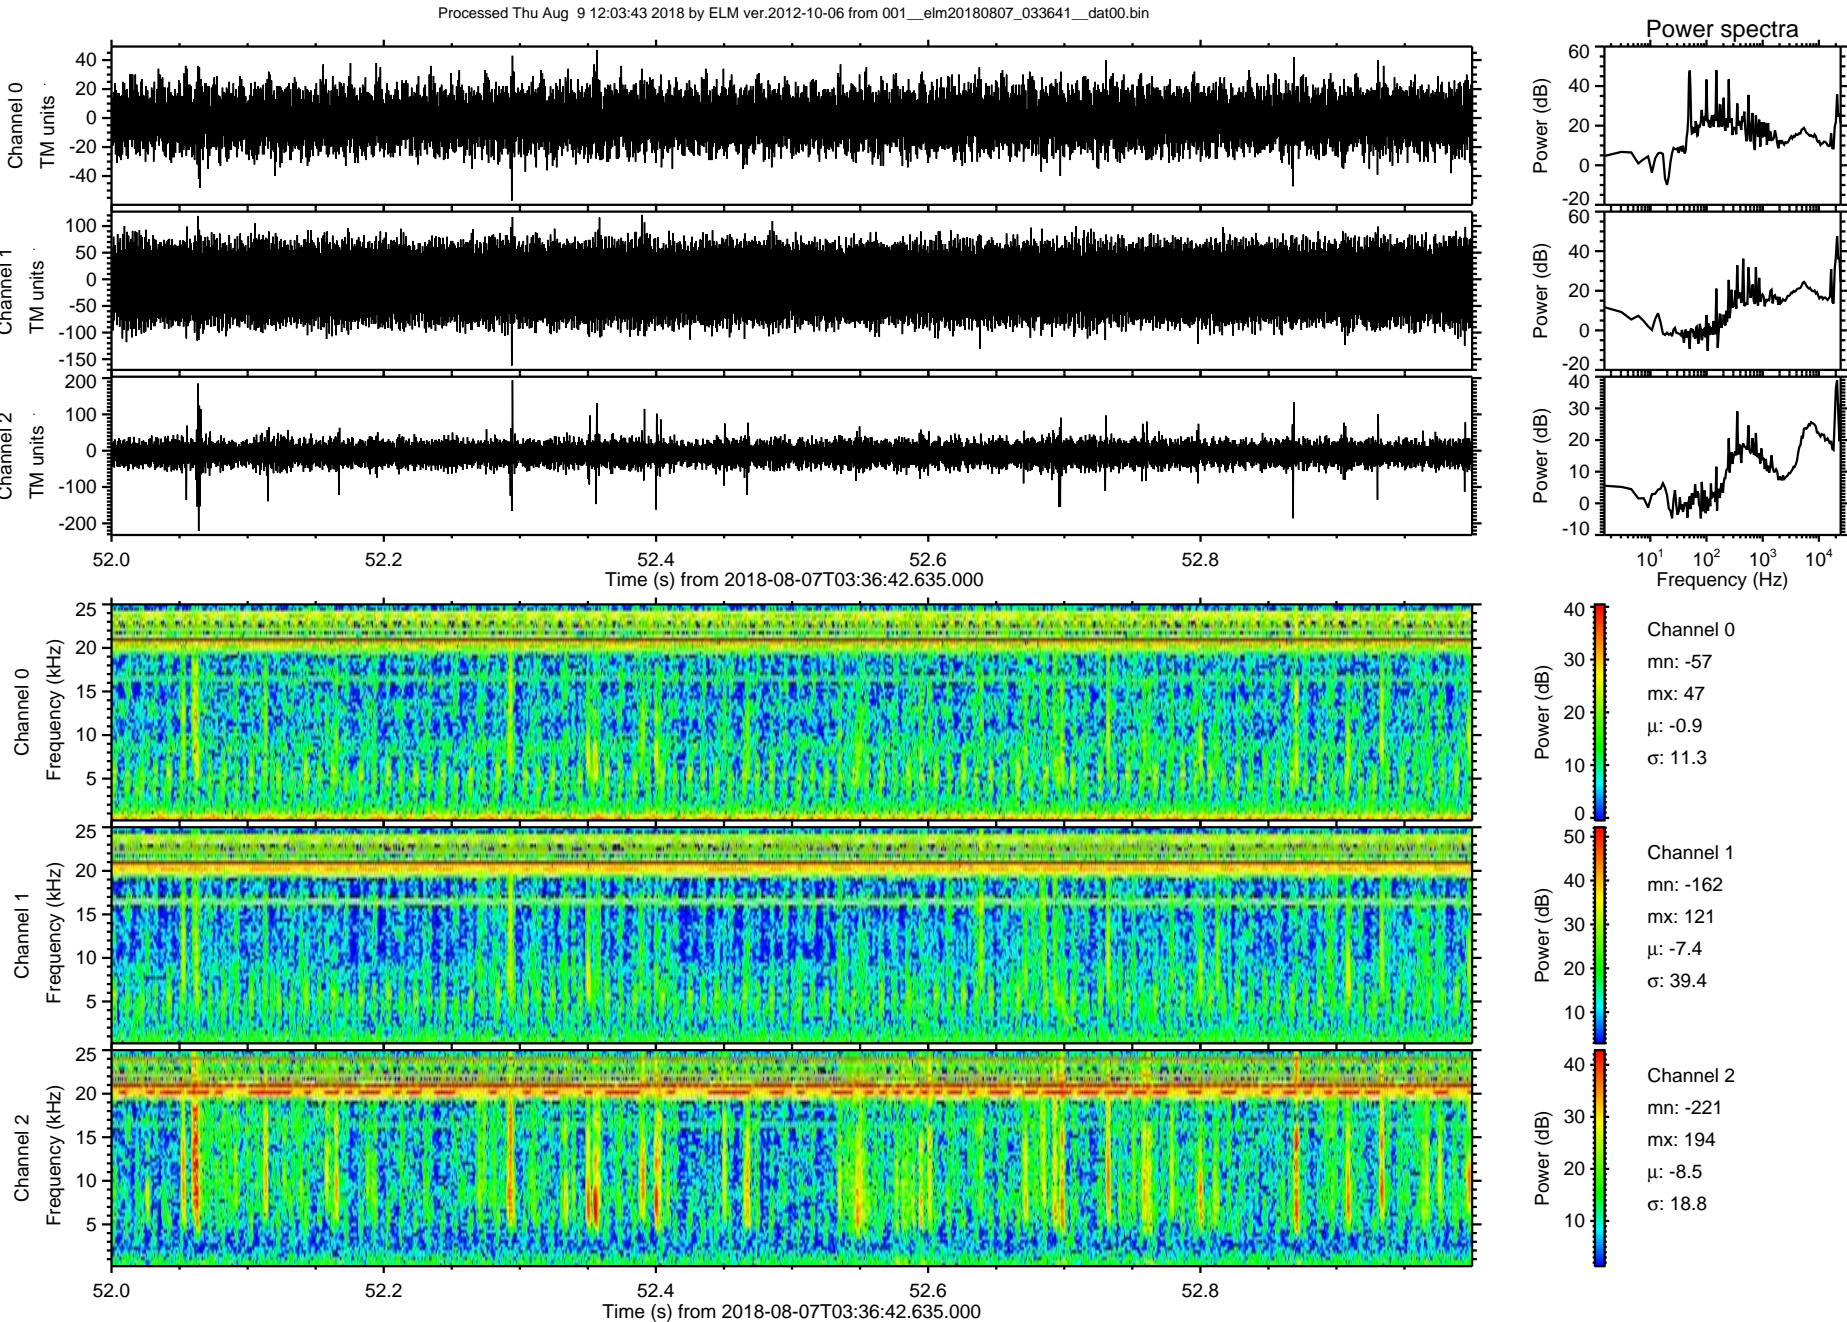 Processed Thu Aug  9 12:03:43 2018 by ELM ver.2012-10-06 from 001__elm20180807_033641__dat00.bin
Power spectra
Channel 0
TM units
40
20
0
-20
-40
Power (dB)
60
40
20
0
-20
Channel 1
TM units
100
50
0
-50
-100
-150
Power (dB)
60
40
20
0
-20
Channel 2
TM units
200
100
0
-100
-200
Power (dB)
40
30
20
10
0
-10
52.0 52.2 52.4 52.6 52.8
Time (s) from 2018-08-07T03:36:42.635.000
10^1 10^2 10^3 10^4
Frequency (Hz)
Channel 0
Frequency (kHz)
25
20
15
10
5
Power (dB)
40
30
20
10
0
Channel 0
mn: -57
mx: 47
μ: -0.9
σ: 11.3
Channel 1
Frequency (kHz)
25
20
15
10
5
Power (dB)
50
40
30
20
10
Channel 1
mn: -162
mx: 121
μ: -7.4
σ: 39.4
Channel 2
Frequency (kHz)
25
20
15
10
5
Power (dB)
40
30
20
10
Channel 2
mn: -221
mx: 194
μ: -8.5
σ: 18.8
52.0 52.2 52.4 52.6 52.8
Time (s) from 2018-08-07T03:36:42.635.000